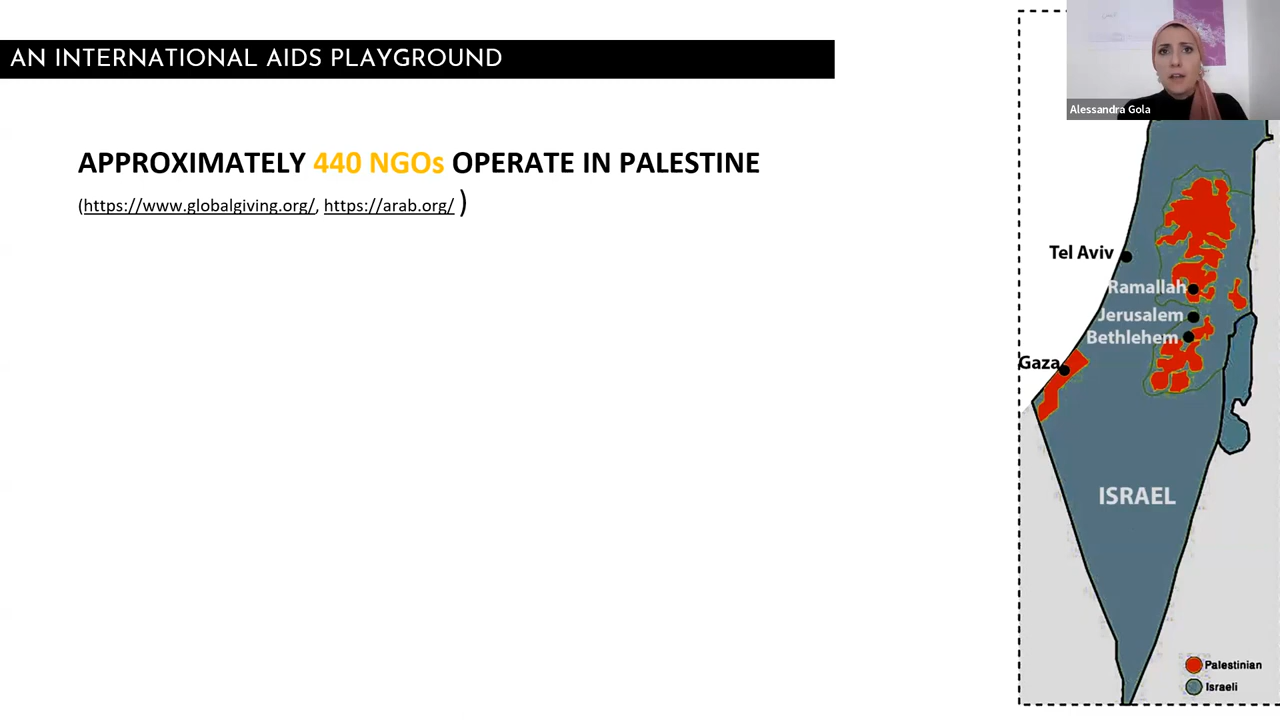 AN INTERNATIONAL AIDS PLAYGROUND
Alessandra Gola
APPROXIMATELY 440 NGOs OPERATE IN PALESTINE
(https://www.globalgiving.org/, https://arab.org/ )
Tel Aviv
Ramallah
Jerusalem
Bethlehem
Gaza
ISRAEL
Palestinian
Israeli